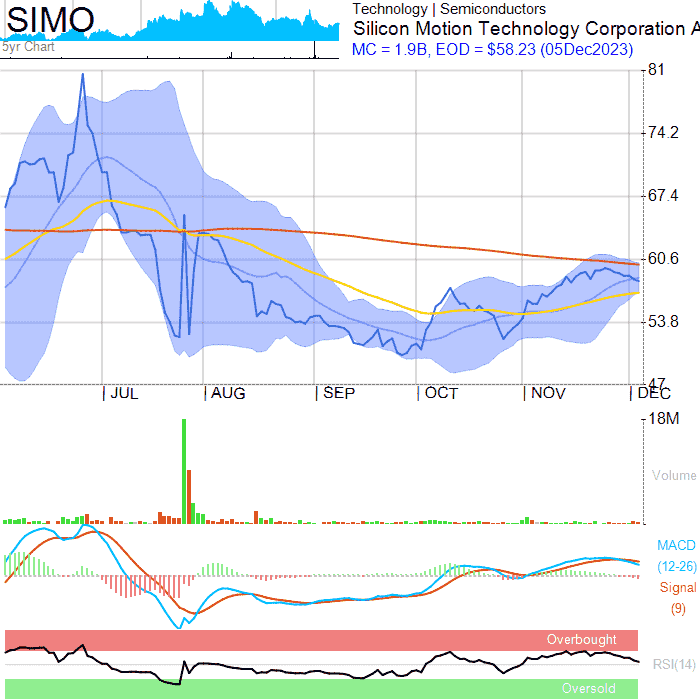 SIMO
5yr Chart
Technology | Semiconductors
Silicon Motion Technology Corporation A
MC = 1.9B, EOD = $58.23 (05Dec2023)
81
74.2
67.4
60.6
53.8
47
JUL
AUG
SEP
OCT
NOV
DEC
18M
Volume
MACD
(12-26)
Signal
(9)
Overbought
RSI(14)
Oversold